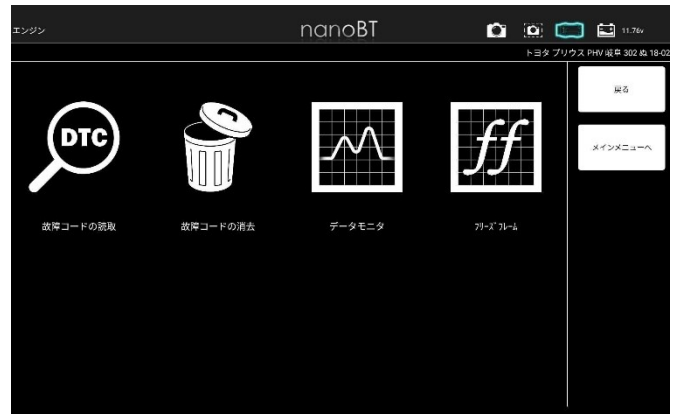 エンジン
nanoBT
11.76v
トヨタ プリウス PHV 岐阜 302 ぬ 18-02
戻る
メインメニューへ
DTC
ff
故障コードの読取
故障コードの消去
データモニタ
フリーズフレーム